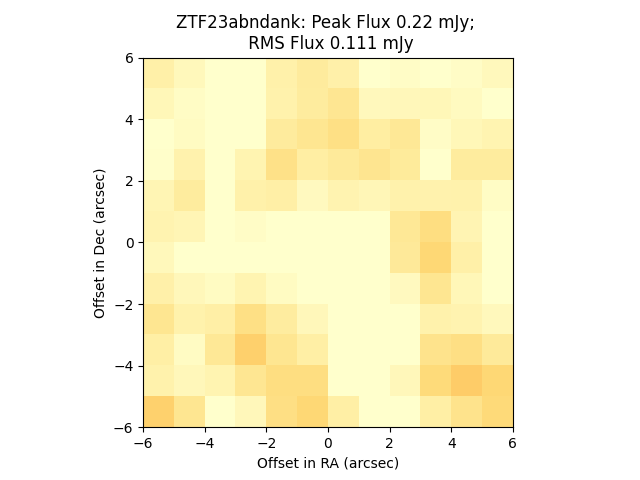 ZTF23abndank: Peak Flux 0.22 mJy;
RMS Flux 0.111 mJy
6
4
2
0
−2
−4
−6
Offset in Dec (arcsec)
−6 −4 −2 0 2 4 6
Offset in RA (arcsec)